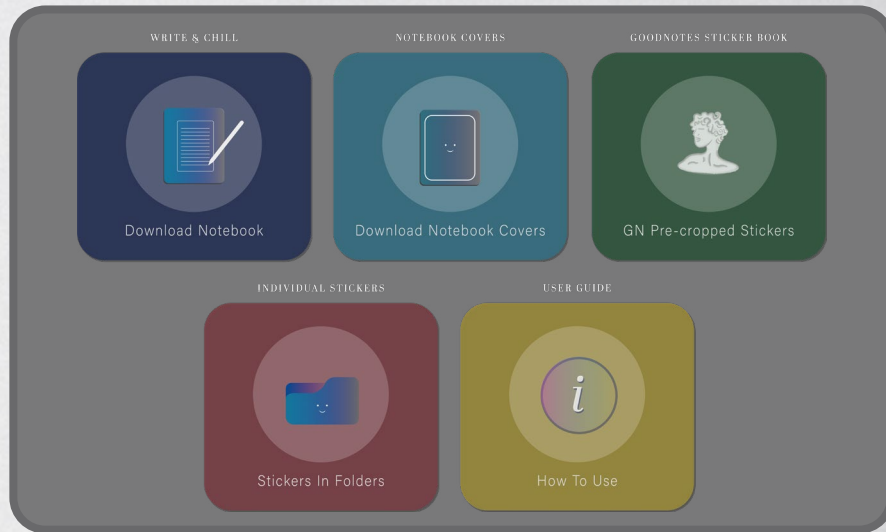 WRITE & CHILL
NOTEBOOK COVERS
GOODNOTES STICKER BOOK
Download Notebook
Download Notebook Covers
GN Pre-cropped Stickers
INDIVIDUAL STICKERS
USER GUIDE
i
Stickers In Folders
How To Use